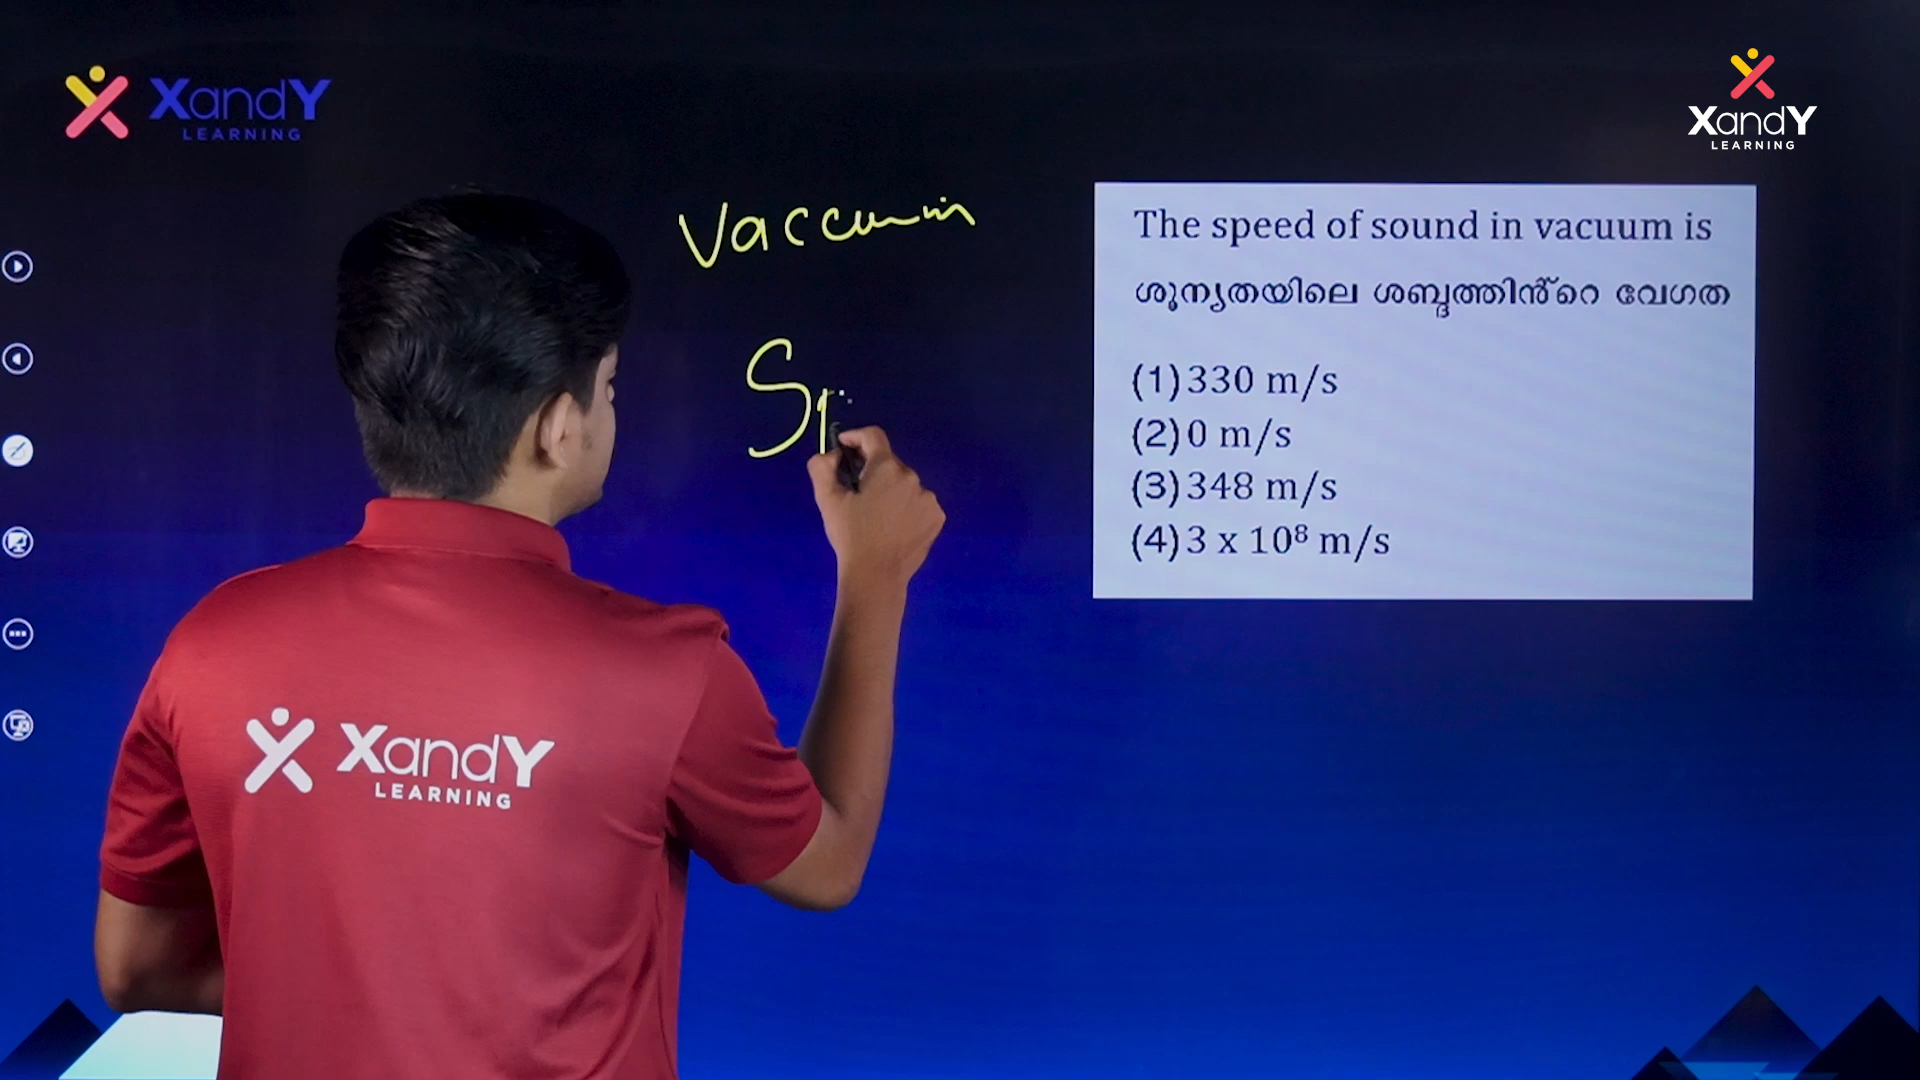 XandY
LEARNING
XandY
LEARNING
Vaccum
Sp
The speed of sound in vacuum is
ശൂന്യതയിലെ ശബ്ദത്തിൻ്റെ വേഗത
(1) 330 m/s
(2) 0 m/s
(3) 348 m/s
(4) 3 x 10⁸ m/s
XandY
LEARNING